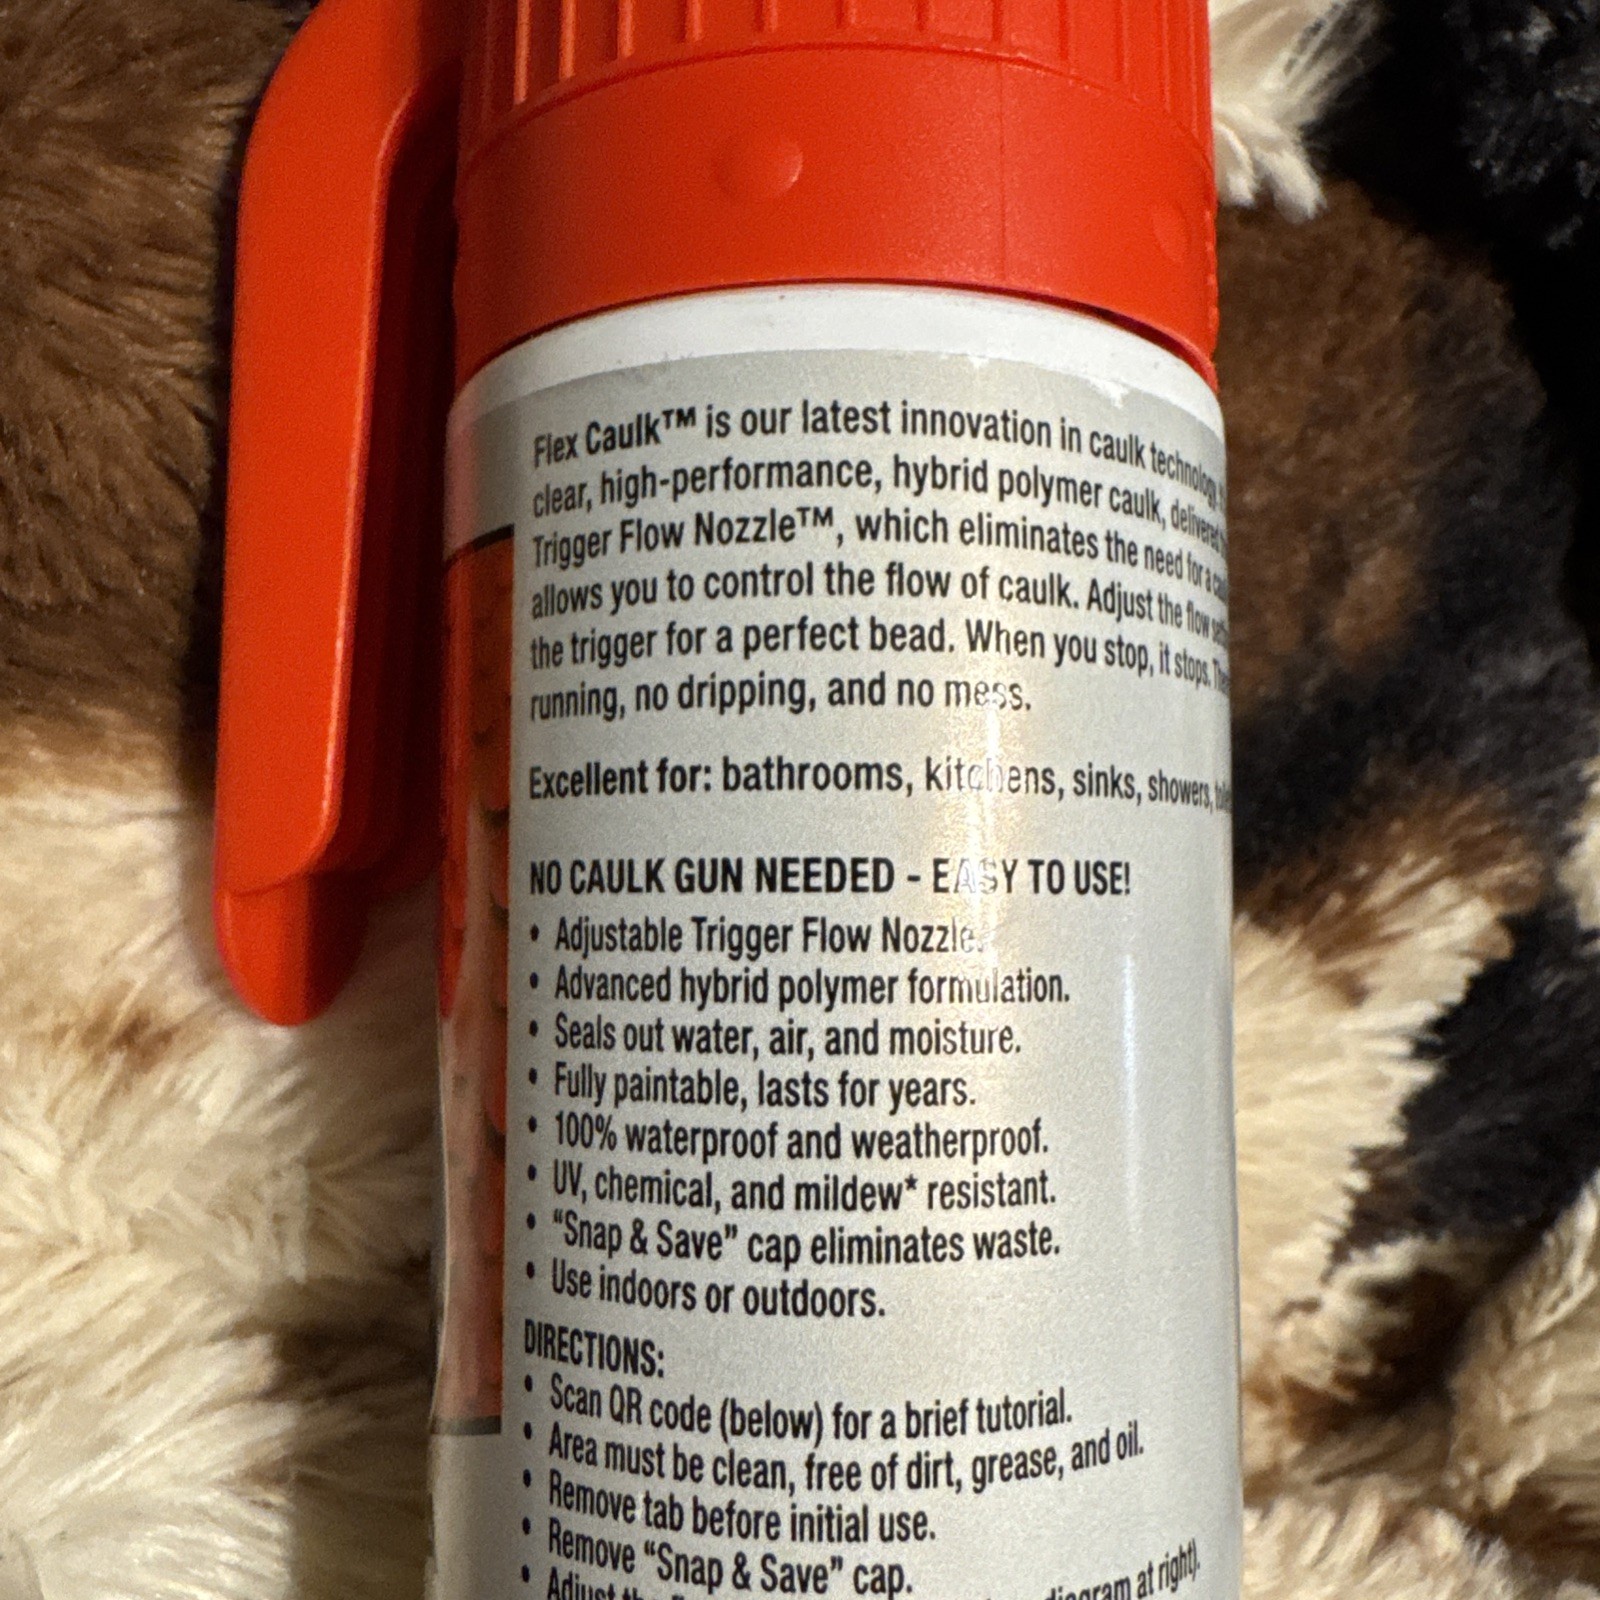 Flex Caulk™ is our latest innovation in caulk technology,
clear, high-performance, hybrid polymer caulk, delivered
Trigger Flow Nozzle™, which eliminates the need for a
allows you to control the flow of caulk. Adjust the flow
the trigger for a perfect bead. When you stop, it stops.
running, no dripping, and no mess.
Excellent for: bathrooms, kitchens, sinks, showers,
NO CAULK GUN NEEDED - EASY TO USE!
• Adjustable Trigger Flow Nozzle.
• Advanced hybrid polymer formulation.
• Seals out water, air, and moisture.
• Fully paintable, lasts for years.
• 100% waterproof and weatherproof.
• UV, chemical, and mildew* resistant.
• “Snap & Save” cap eliminates waste.
• Use indoors or outdoors.
DIRECTIONS:
• Scan QR code (below) for a brief tutorial.
• Area must be clean, free of dirt, grease, and oil.
• Remove tab before initial use.
• Remove “Snap & Save” cap.
• Adjust diagram at right).